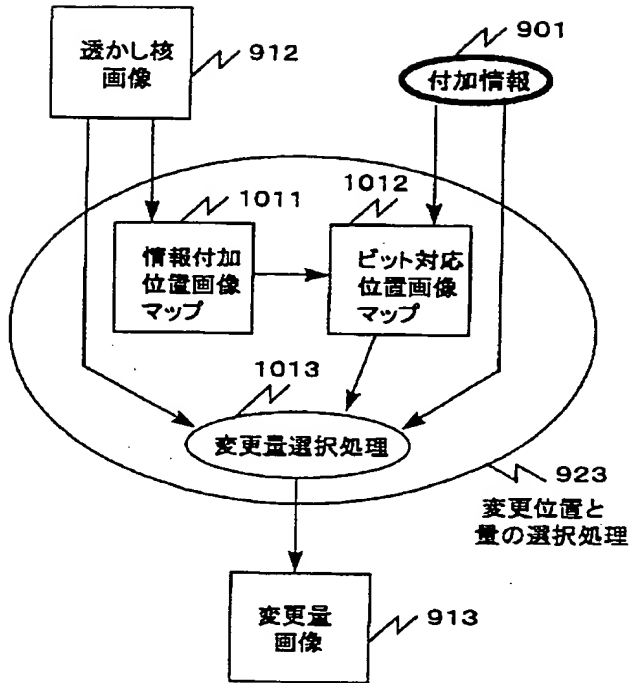 透かし核
画像
912
901
付加情報
1011
1012
情報付加
位置画像
マップ
ビット対応
位置画像
マップ
1013
変更量選択処理
923
変更位置と
量の選択処理
変更量
画像
913